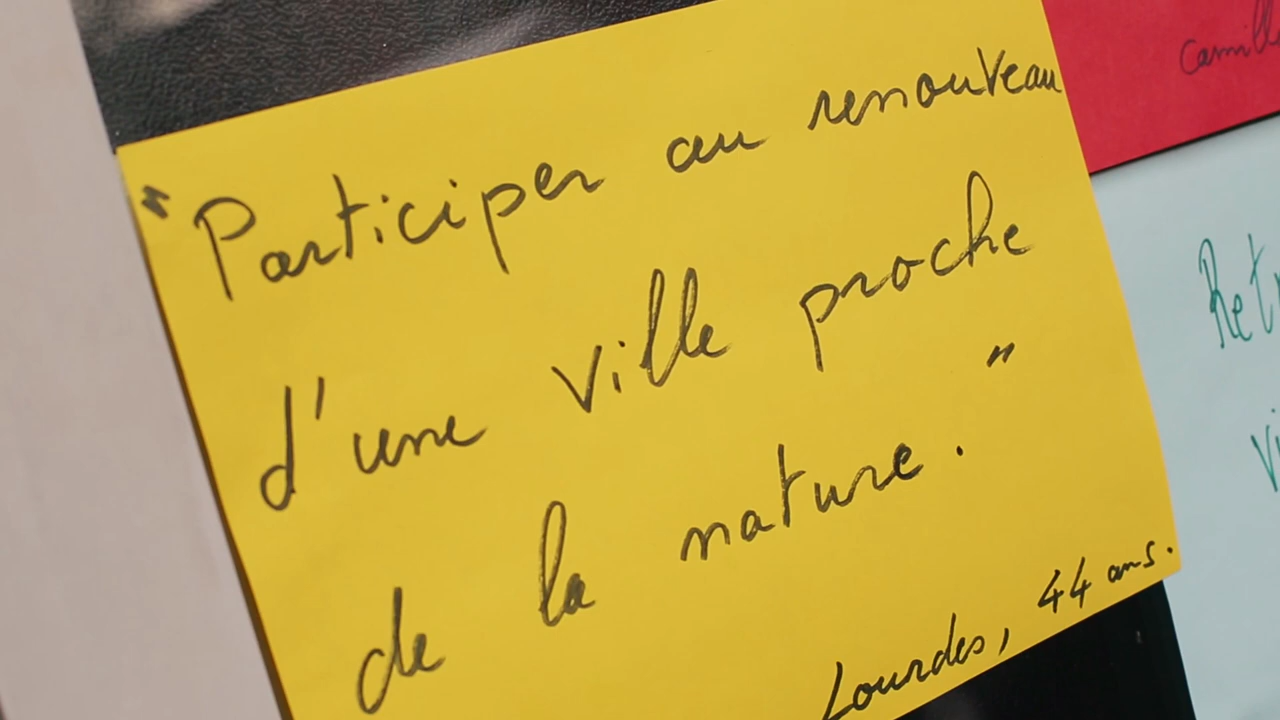 "Participer au renouveau
d'une ville proche
de la nature."
Lourdes, 44 ans.